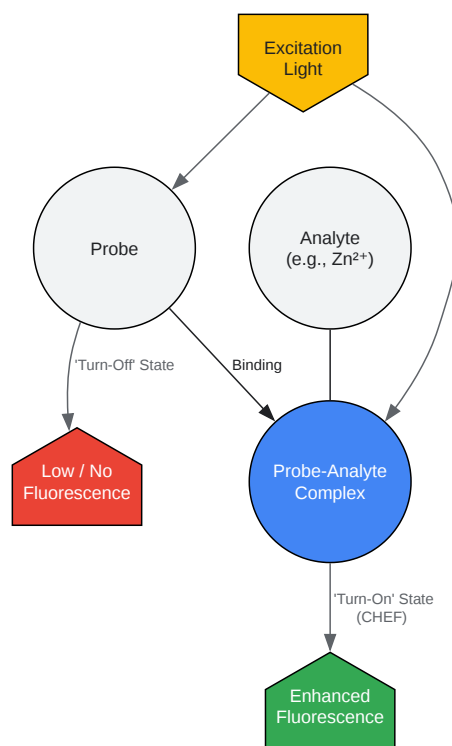 Excitation
Light
Probe
Analyte
(e.g., Zn²⁺)
'Turn-Off' State
Binding
Low / No
Fluorescence
Probe-Analyte
Complex
'Turn-On' State
(CHEF)
Enhanced
Fluorescence